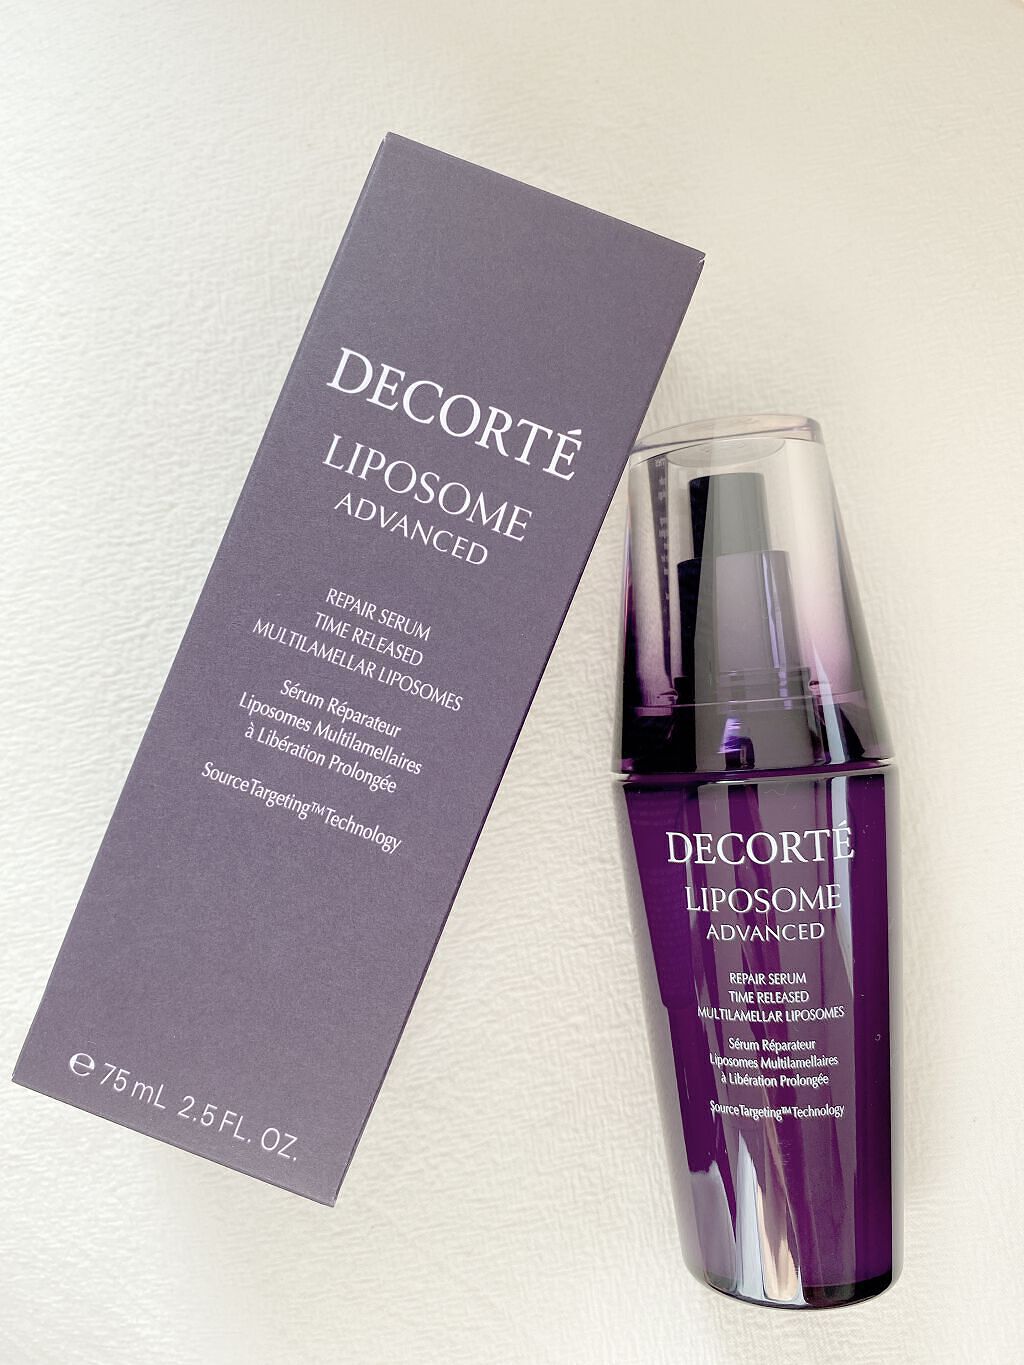 DECORTÉ
LIPOSOME
ADVANCED
REPAIR SERUM
TIME RELEASED
MULTILAMELLAR LIPOSOMES
Sérum Réparateur
Liposomes Multilamellaires
à Libération Prolongée
SourceTargeting™Technology
℮ 75 mL 2.5 FL. OZ.
DECORTÉ
LIPOSOME
ADVANCED
REPAIR SERUM
TIME RELEASED
MULTILAMELLAR LIPOSOMES
Sérum Réparateur
Liposomes Multilamellaires
à Libération Prolongée
SourceTargeting™Technology